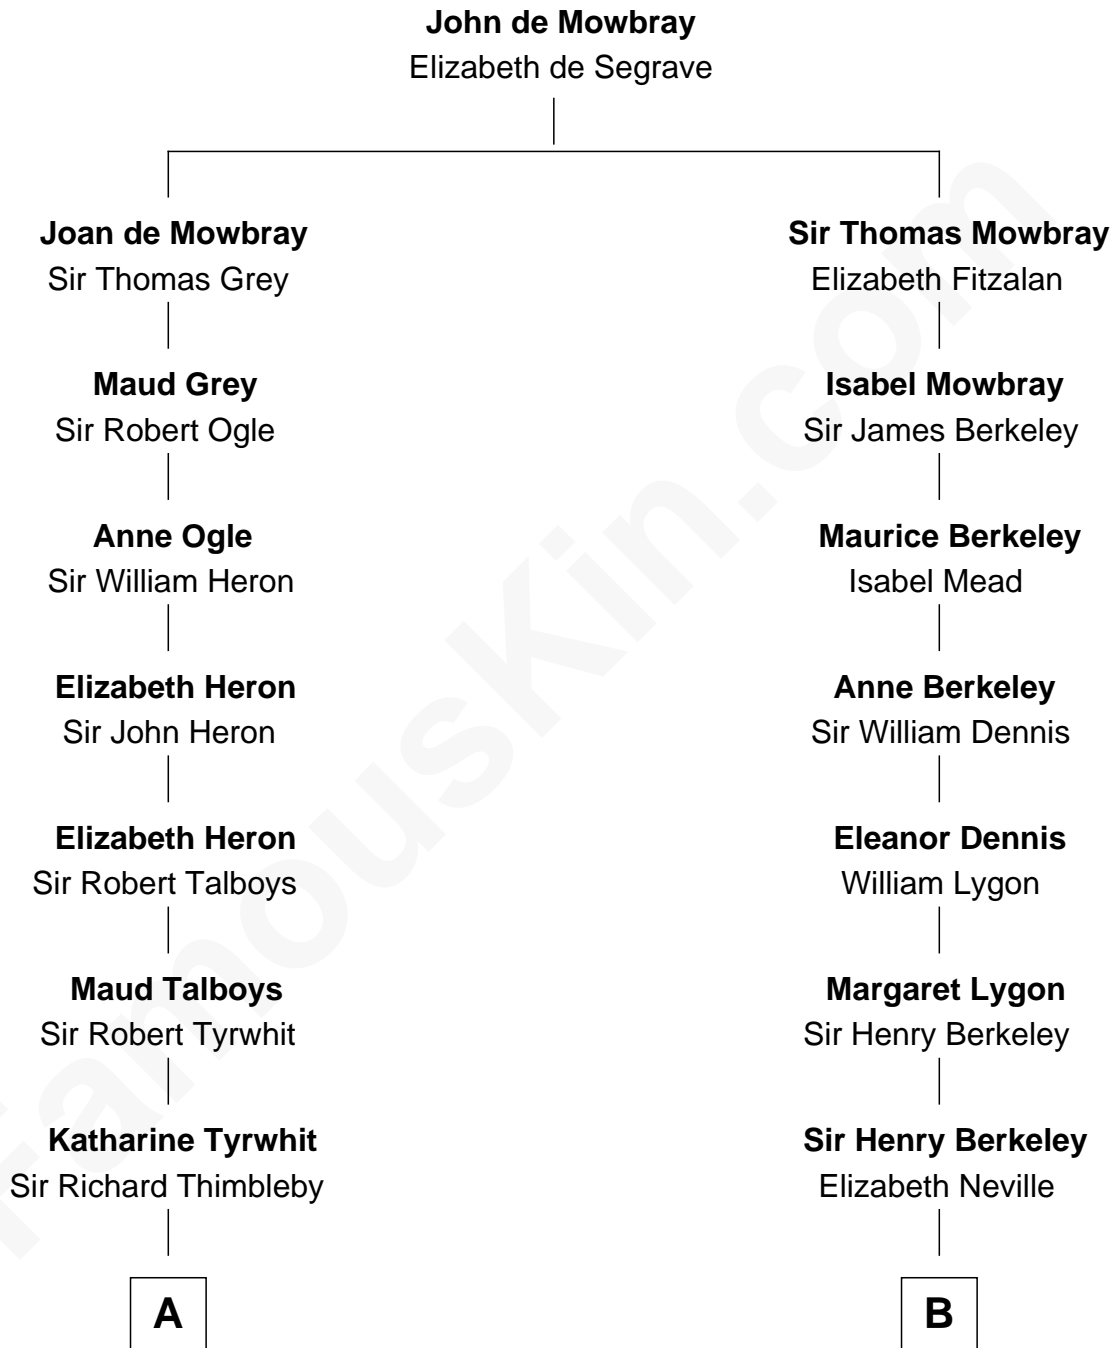 John de Mowbray
Elizabeth de Segrave
Joan de Mowbray
Sir Thomas Grey
Sir Thomas Mowbray
Elizabeth Fitzalan
Maud Grey
Sir Robert Ogle
Isabel Mowbray
Sir James Berkeley
Anne Ogle
Sir William Heron
Maurice Berkeley
Isabel Mead
Elizabeth Heron
Sir John Heron
Anne Berkeley
Sir William Dennis
Elizabeth Heron
Sir Robert Talboys
Eleanor Dennis
William Lygon
Maud Talboys
Sir Robert Tyrwhit
Margaret Lygon
Sir Henry Berkeley
Katharine Tyrwhit
Sir Richard Thimbleby
Sir Henry Berkeley
Elizabeth Neville
A
B
FamousKin.com